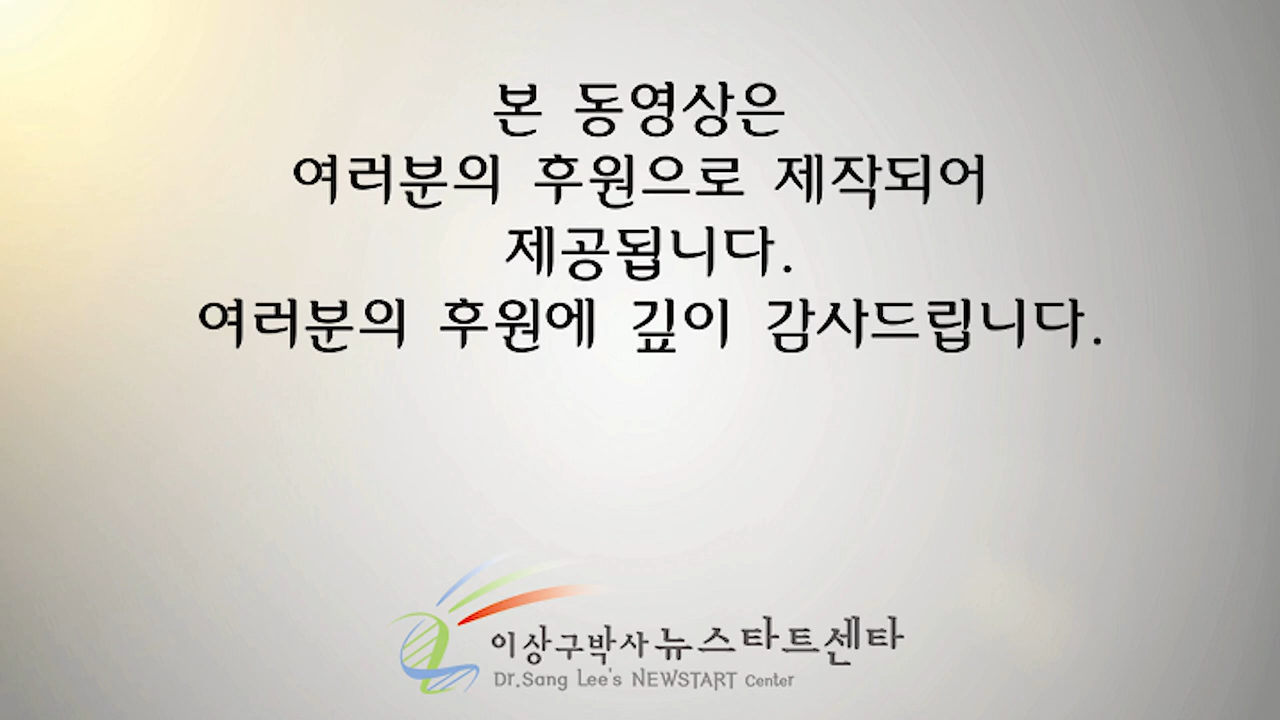 본 동영상은
여러분의 후원으로 제작되어
제공됩니다.
여러분의 후원에 깊이 감사드립니다.
이상구박사 뉴스타트센타
Dr.Sang Lee's NEWSTART Center